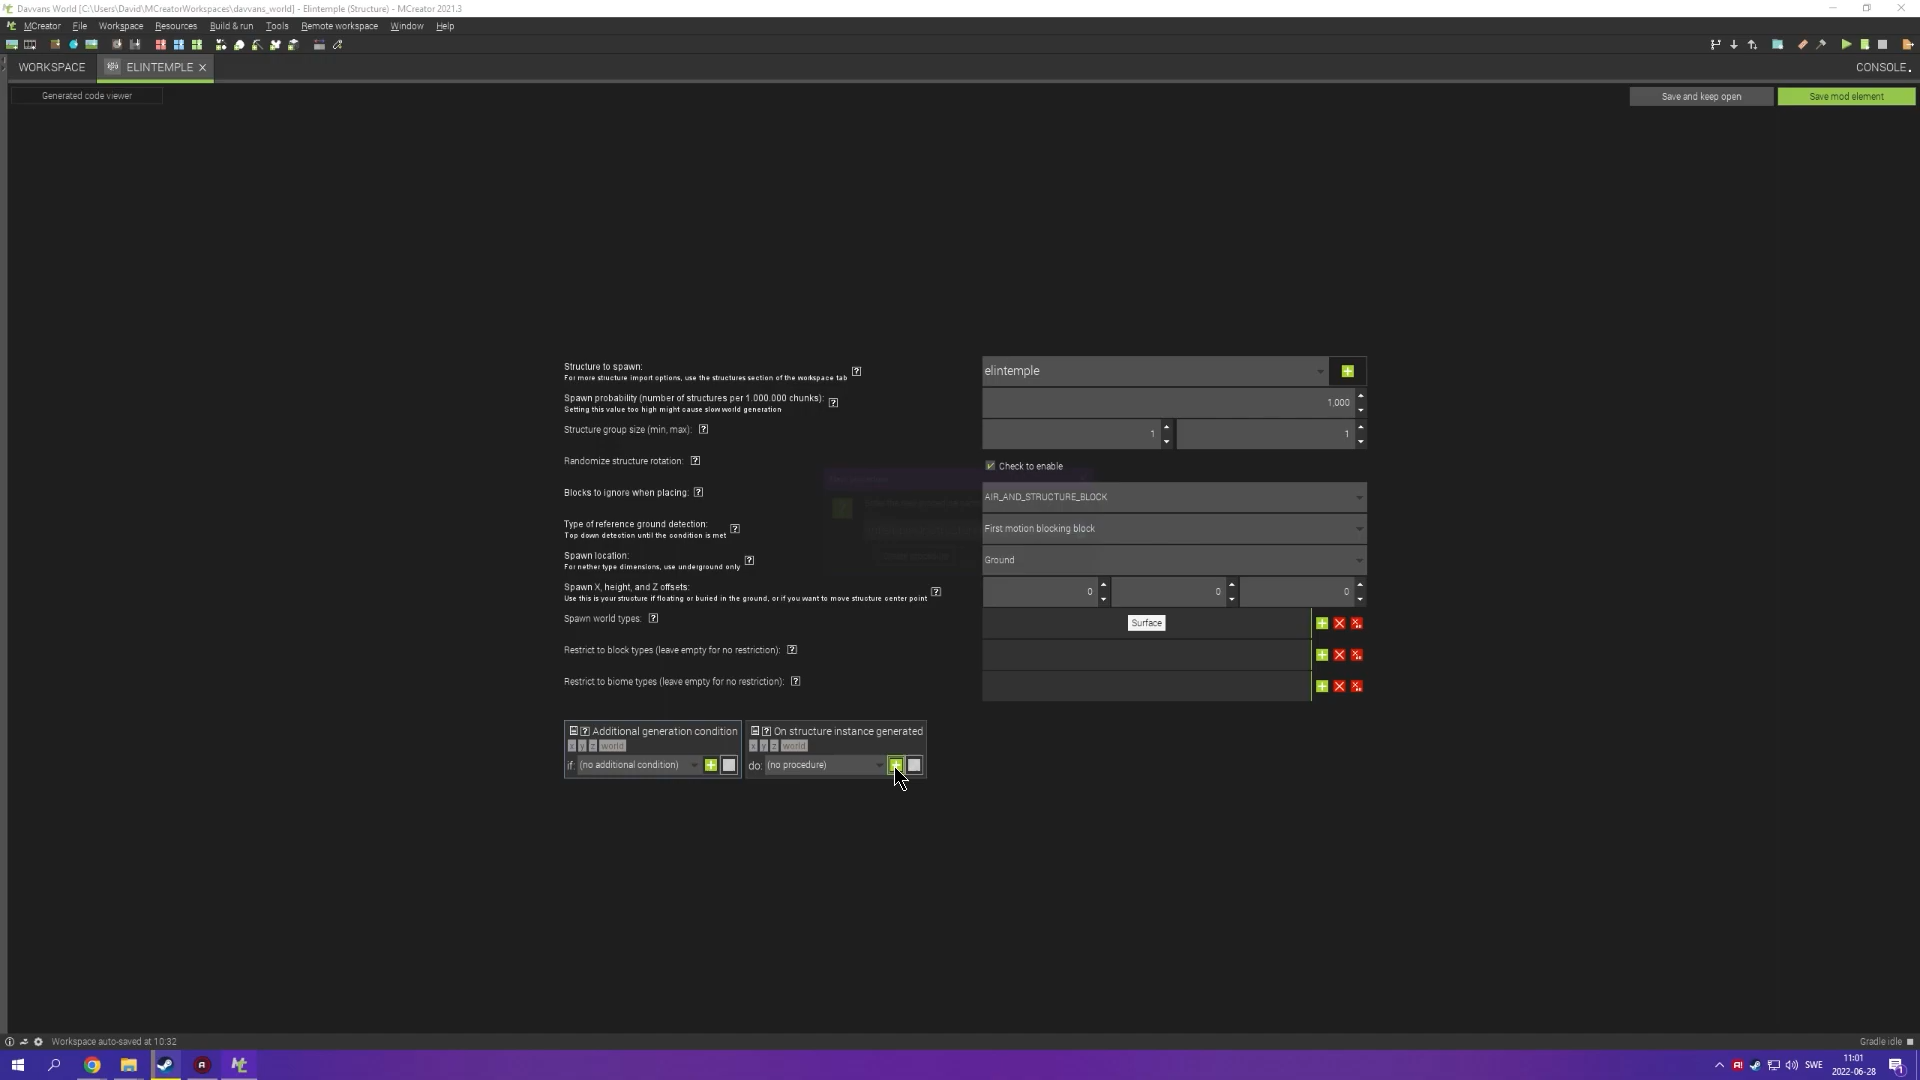 Davvans World [C:\Users\David\MCreatorWorkspaces\davvans_world] - Elintemple (Structure) - MCreator 2021.3
MCreator File Workspace Resources Build & run Tools Remote workspace Window Help
WORKSPACE ELINTEMPLE CONSOLE
Generated code viewer Save and keep open Save mod element
Structure to spawn: elintemple
For more structure import options, use the structures section of the workspace tab
Spawn probability (number of structures per 1.000.000 chunks): 1,000
Setting this value too high might cause slow world generation
Structure group size (min, max): 1 1
Randomize structure rotation: Check to enable
Blocks to ignore when placing: AIR_AND_STRUCTURE_BLOCK
Type of reference ground detection: First motion blocking block
Top down detection until the condition is met
Spawn location: Ground
For nether type dimensions, use underground only
Spawn X, height, and Z offsets: 0 0 0
Use this is your structure if floating or buried in the ground, or if you want to move structure center point
Spawn world types: Surface
Restrict to block types (leave empty for no restriction):
Restrict to biome types (leave empty for no restriction):
Additional generation condition On structure instance generated
x y z world x y z world
if: (no additional condition) do: (no procedure)
Workspace auto-saved at 10:32 Gradle idle
SWE 11:01
2022-06-28